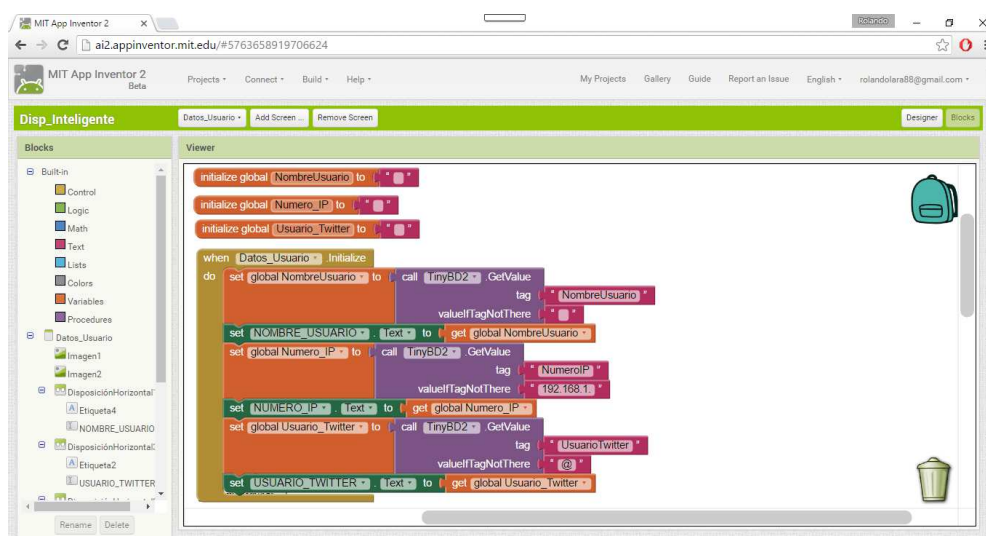 MIT App Inventor 2
Rolando
ai2.appinventor.mit.edu/#5763658919706624
MIT App Inventor 2
Beta
Projects Connect Build Help My Projects Gallery Guide Report an Issue English rolandolara88@gmail.com
Disp_Inteligente Datos_Usuario Add Screen ... Remove Screen Designer Blocks
Blocks
Built-in
Control
Logic
Math
Text
Lists
Colors
Variables
Procedures
Datos_Usuario
Imagen1
Imagen2
DisposiciónHorizontal
Etiqueta4
NOMBRE_USUARIO
DisposiciónHorizontal
Etiqueta2
USUARIO_TWITTER
Rename Delete
Viewer
initialize global NombreUsuario to " "
initialize global Numero_IP to " "
initialize global Usuario_Twitter to " "
when Datos_Usuario .Initialize
do set global NombreUsuario to call TinyBD2 .GetValue
tag " NombreUsuario "
valueIfTagNotThere " "
set NOMBRE_USUARIO . Text to get global NombreUsuario
set global Numero_IP to call TinyBD2 .GetValue
tag " NumeroIP "
valueIfTagNotThere " 192.168.1. "
set NUMERO_IP . Text to get global Numero_IP
set global Usuario_Twitter to call TinyBD2 .GetValue
tag " UsuarioTwitter "
valueIfTagNotThere " @ "
set USUARIO_TWITTER . Text to get global Usuario_Twitter